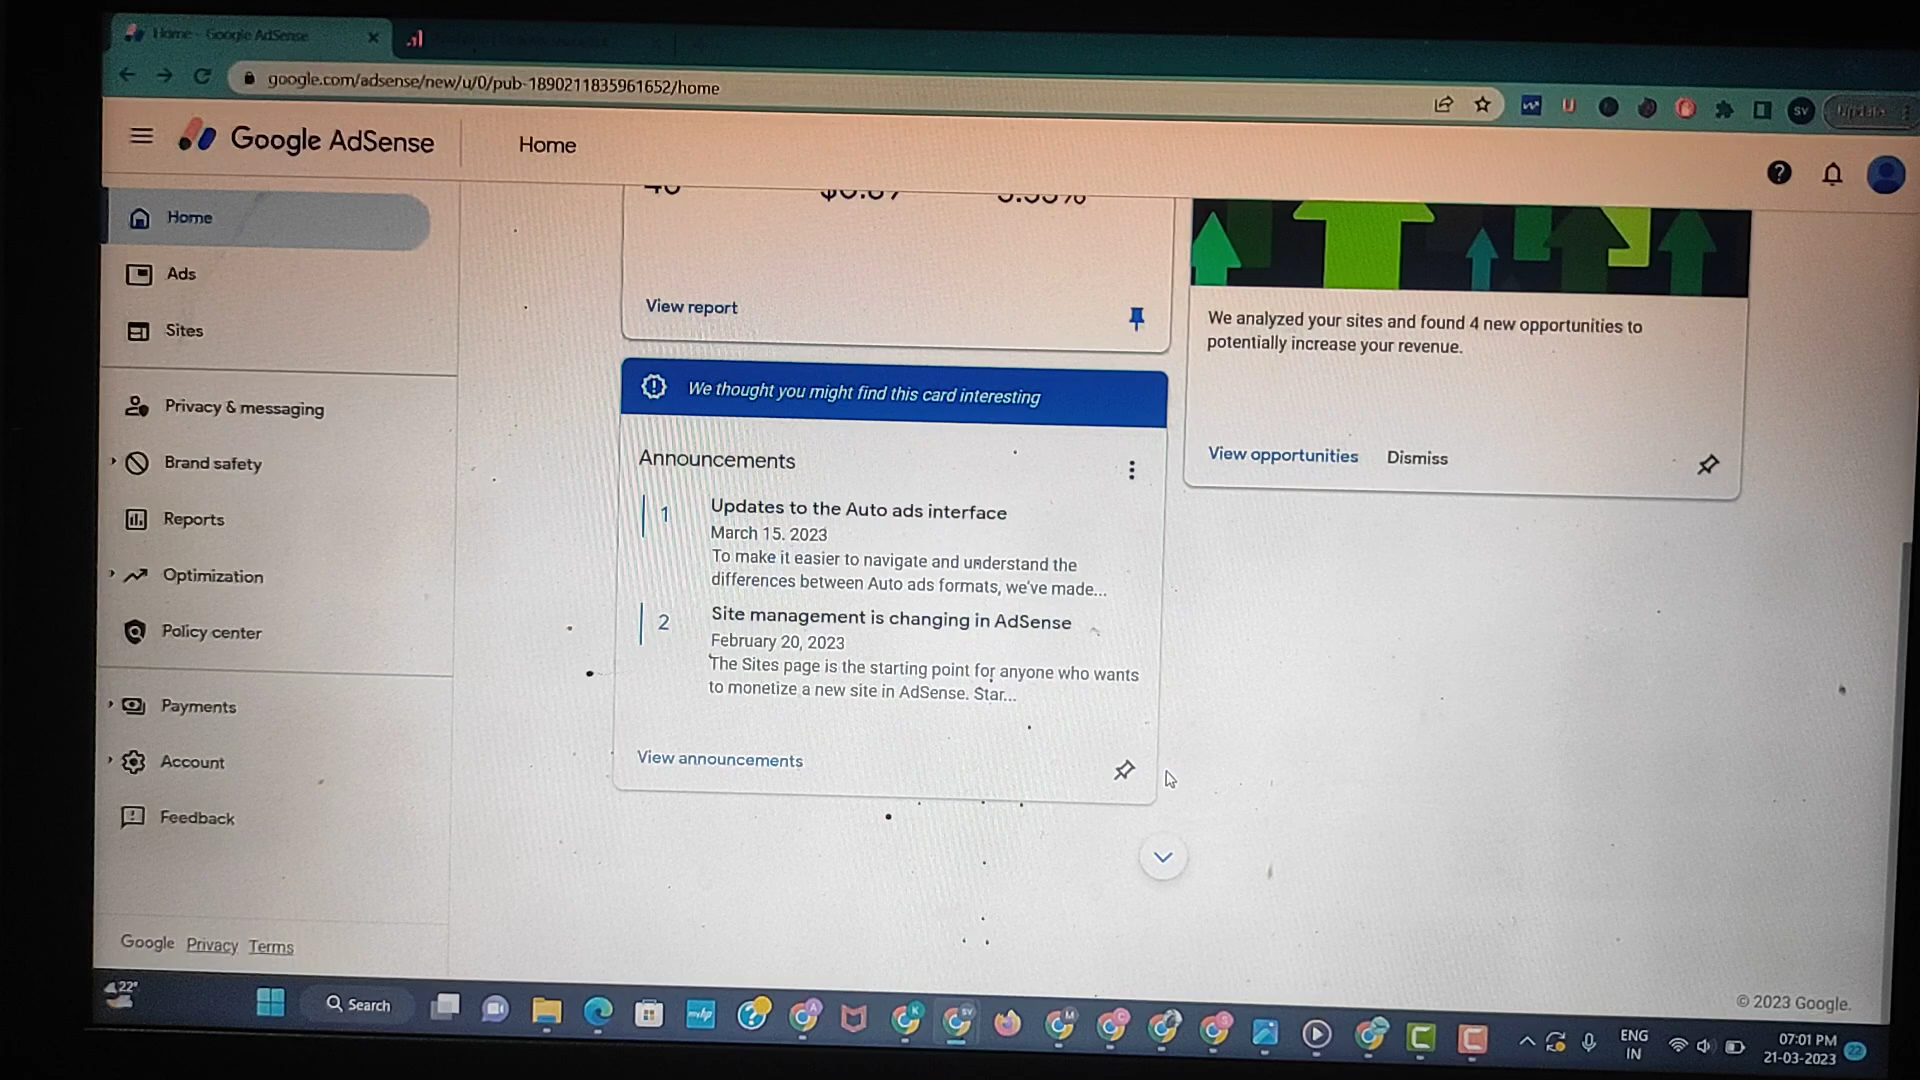 Home - Google AdSense
google.com/adsense/new/u/0/pub-1890211835961652/home
SV
Update
Google AdSense
Home
Home
Ads
Sites
Privacy & messaging
Brand safety
Reports
Optimization
Policy center
Payments
Account
Feedback
Google Privacy Terms
View report
We thought you might find this card interesting
Announcements
1
Updates to the Auto ads interface
March 15, 2023
To make it easier to navigate and understand the
differences between Auto ads formats, we've made...
2
Site management is changing in AdSense
February 20, 2023
The Sites page is the starting point for anyone who wants
to monetize a new site in AdSense. Star...
View announcements
We analyzed your sites and found 4 new opportunities to
potentially increase your revenue.
View opportunities Dismiss
© 2023 Google.
22°
Search
ENG
IN
07:01 PM
21-03-2023
22